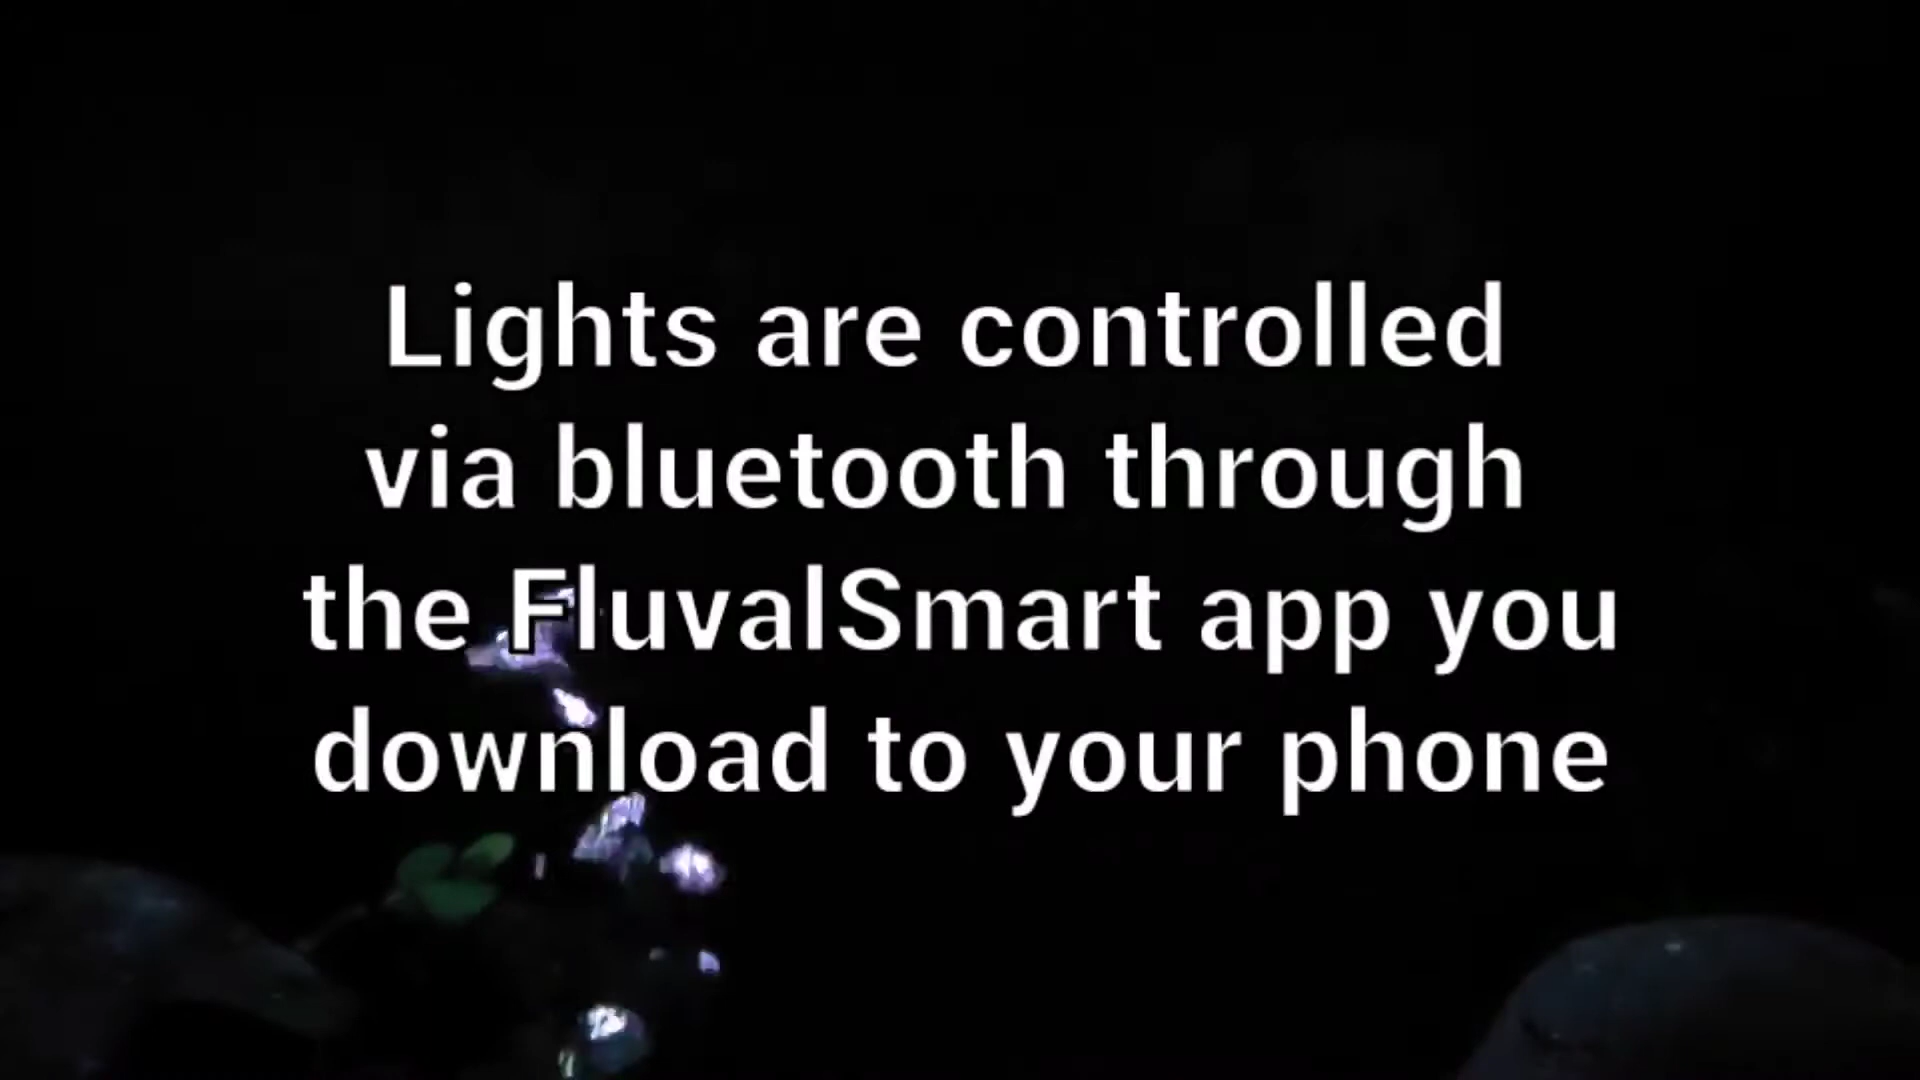 Lights are controlled
via bluetooth through
the FluvalSmart app you
download to your phone